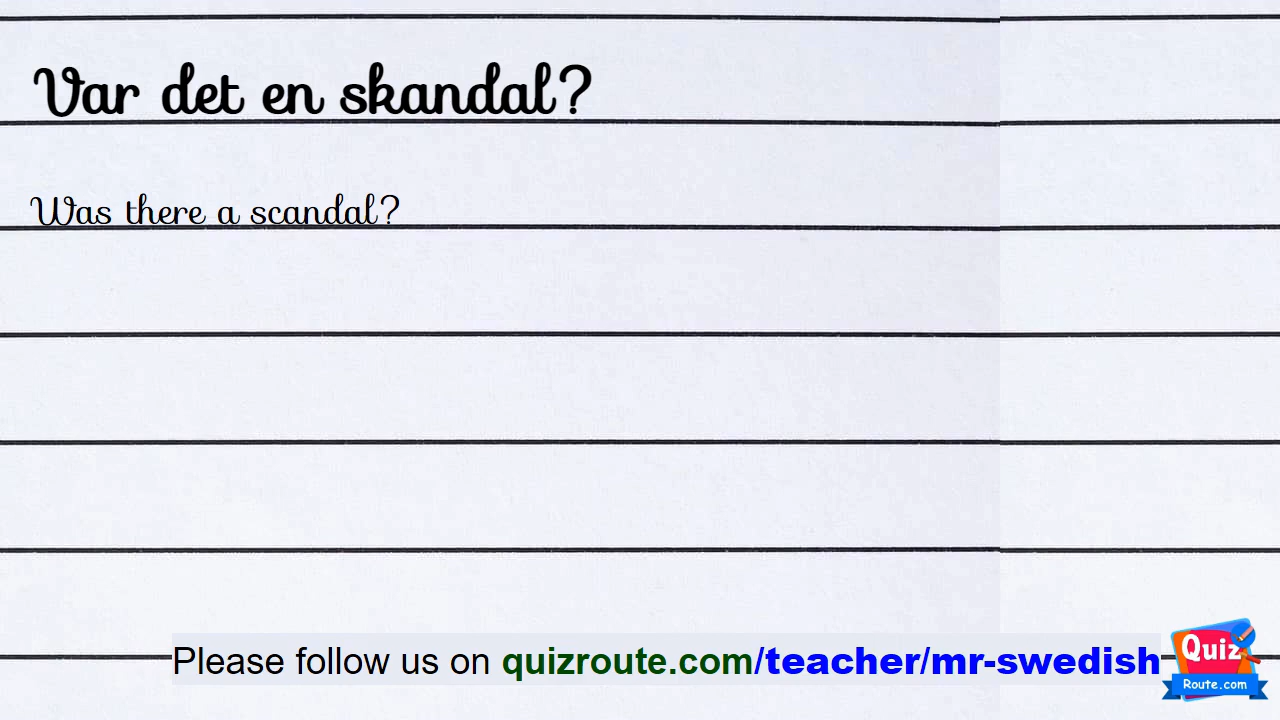 Var det en skandal?
Was there a scandal?
Please follow us on quizroute.com/teacher/mr-swedish
Quiz
Route.com